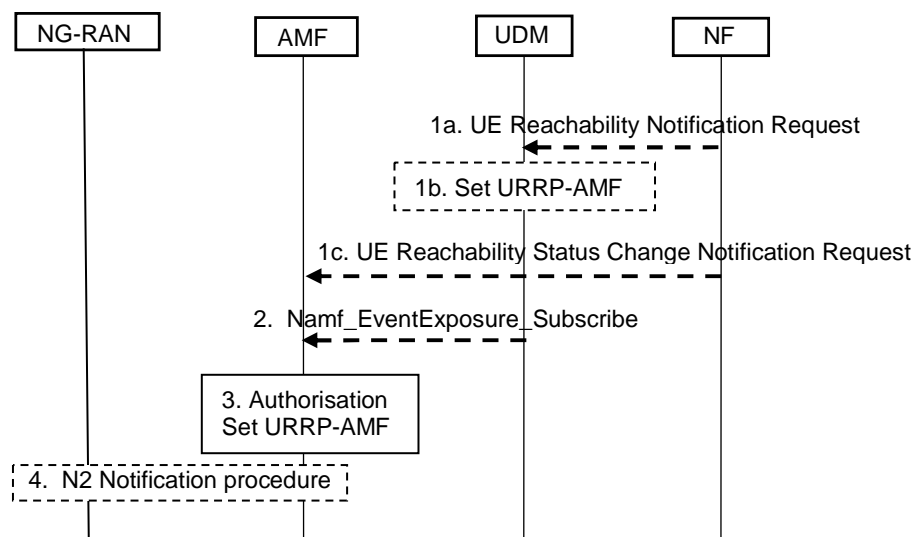 NG-RAN
AMF
UDM
NF
1a. UE Reachability Notification Request
1b. Set URRP-AMF
1c. UE Reachability Status Change Notification Request
2. Namf_EventExposure_Subscribe
3. Authorisation
Set URRP-AMF
4. N2 Notification procedure